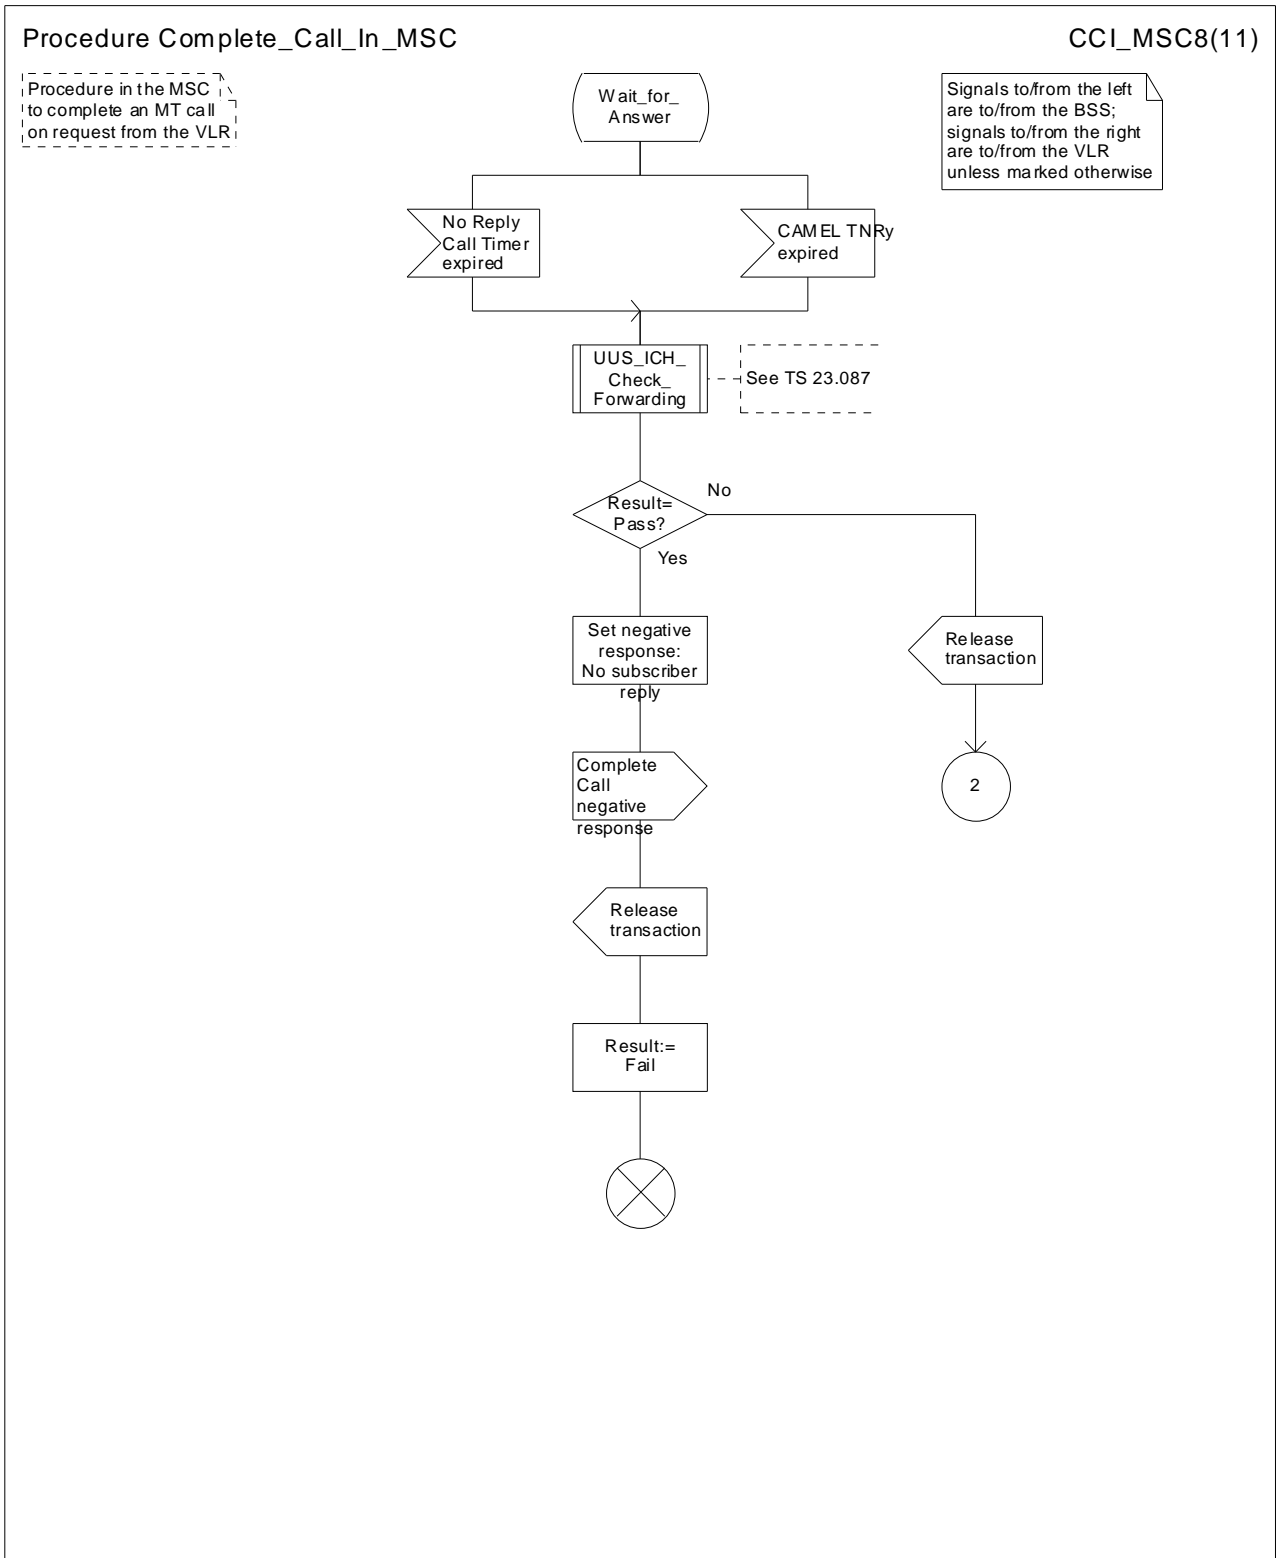 Procedure Complete_Call_In_MSC
CCI_MSC8(11)
Procedure in the MSC
to complete an MT call
on request from the VLR
Wait_for_
Answer
Signals to/from the left
are to/from the BSS;
signals to/from the right
are to/from the VLR
unless marked otherwise
No Reply
Call Timer
expired
CAMEL TNRy
expired
UUS_ICH_
Check_
Forwarding
See TS 23.087
Result=
Pass?
No
Yes
Set negative
response:
No subscriber
reply
Release
transaction
Complete
Call
negative
response
2
Release
transaction
Result:=
Fail